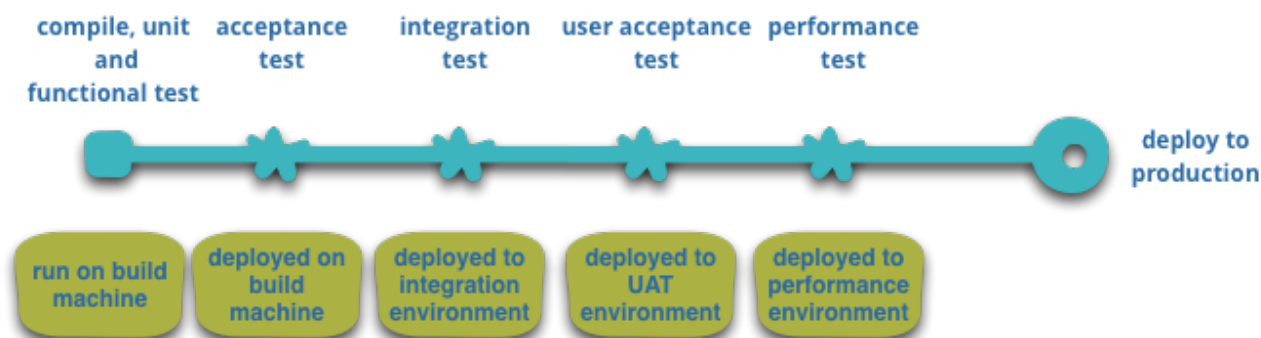 compile, unit
and
functional test
acceptance
test
integration
test
user acceptance
test
performance
test
deploy to
production
run on build
machine
deployed on
build
machine
deployed to
integration
environment
deployed to
UAT
environment
deployed to
performance
environment